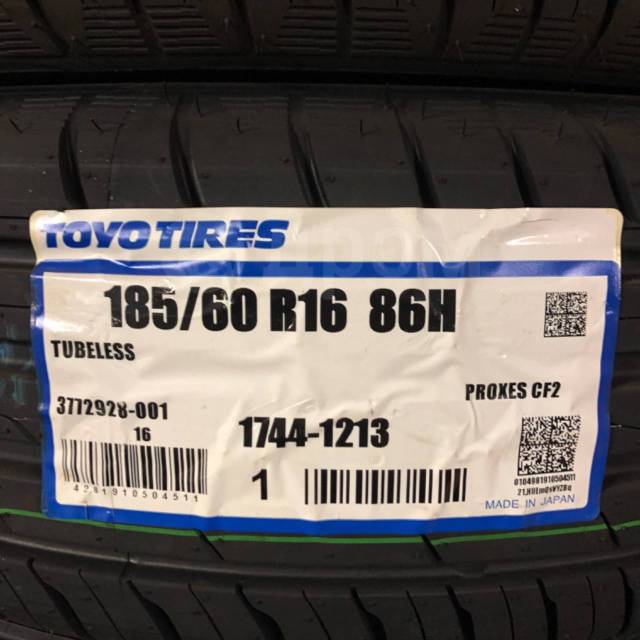 TOYO TIRES
185/60 R16 86H
TUBELESS
PROXES CF2
3772928-001
16
1744-1213
1
MADE IN JAPAN